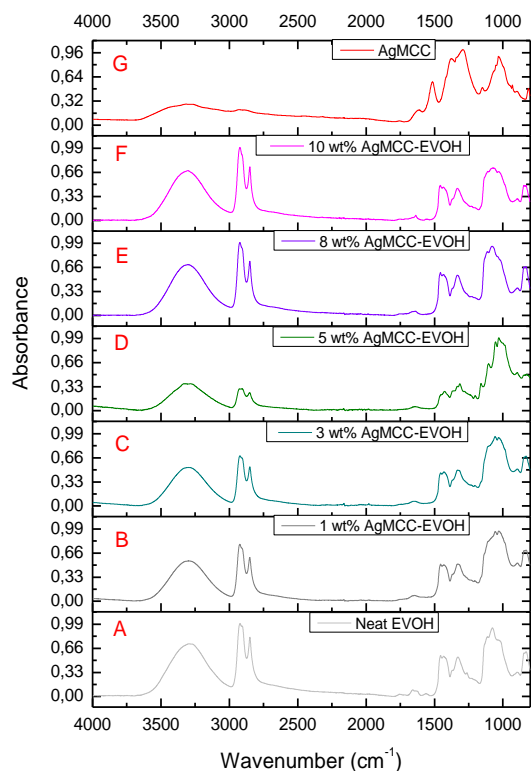 4000 3500 3000 2500 2000 1500 1000
G
AgMCC
0,96
0,64
0,32
0,00
F
10 wt% AgMCC-EVOH
0,99
0,66
0,33
0,00
E
8 wt% AgMCC-EVOH
0,99
0,66
0,33
0,00
D
5 wt% AgMCC-EVOH
0,99
0,66
0,33
0,00
C
3 wt% AgMCC-EVOH
0,99
0,66
0,33
0,00
B
1 wt% AgMCC-EVOH
0,99
0,66
0,33
0,00
A
Neat EVOH
0,99
0,66
0,33
0,00
Absorbance
4000 3500 3000 2500 2000 1500 1000
Wavenumber (cm⁻¹)